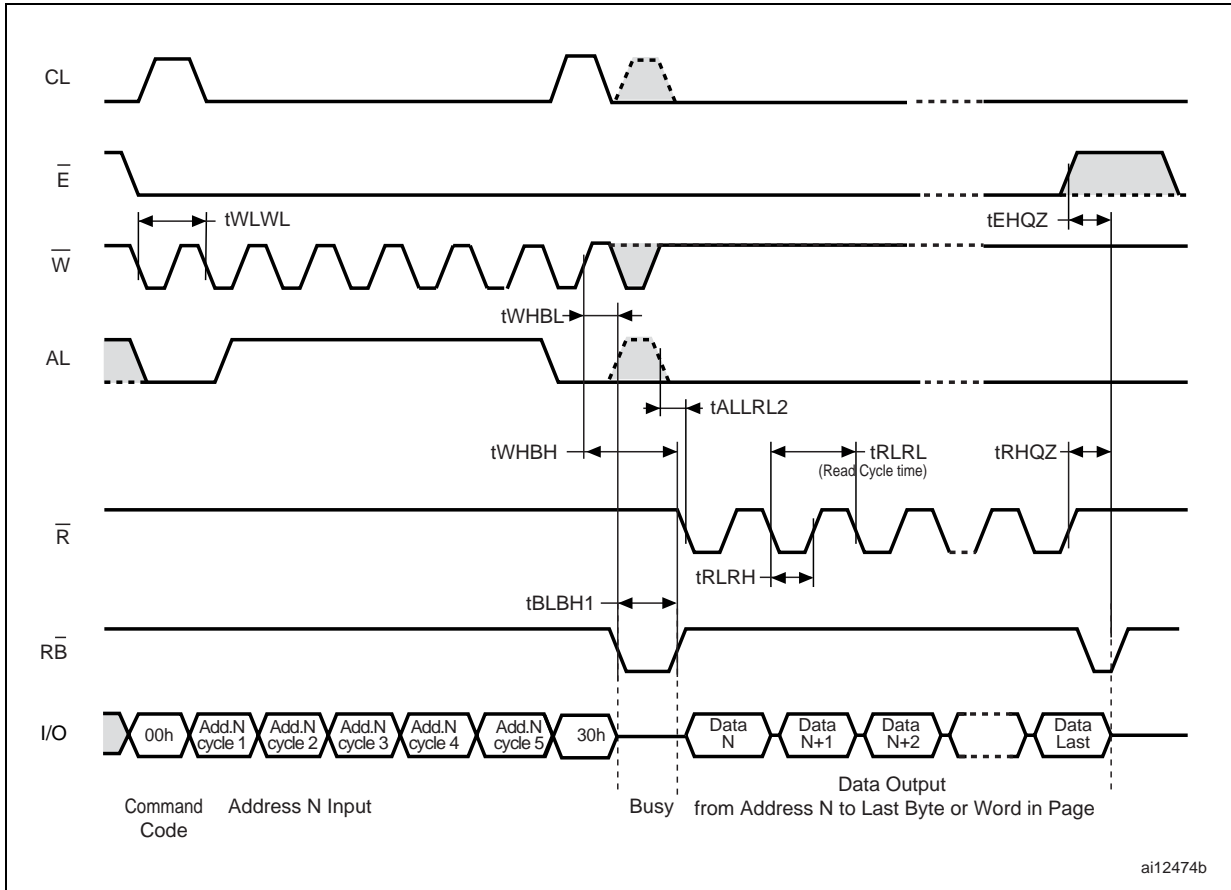 CL
E
tWLWL
tEHQZ
W
tWHBL
AL
tALLRL2
tWHBH
tRLRL
(Read Cycle time)
tRHQZ
R
tRLRH
tBLBH1
RB
I/O
00h
Add.N
cycle 1
Add.N
cycle 2
Add.N
cycle 3
Add.N
cycle 4
Add.N
cycle 5
30h
Data
N
Data
N+1
Data
N+2
Data
Last
Command
Code
Address N Input
Busy
Data Output
from Address N to Last Byte or Word in Page
ai12474b